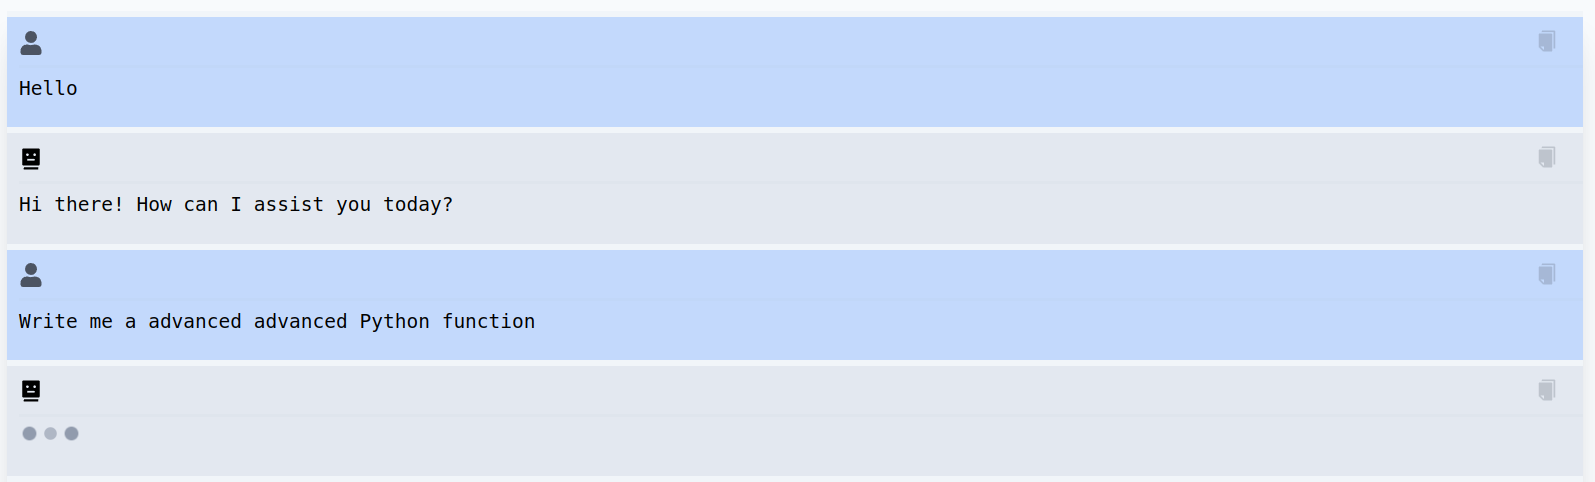 Hello
Hi there! How can I assist you today?
Write me a advanced advanced Python function